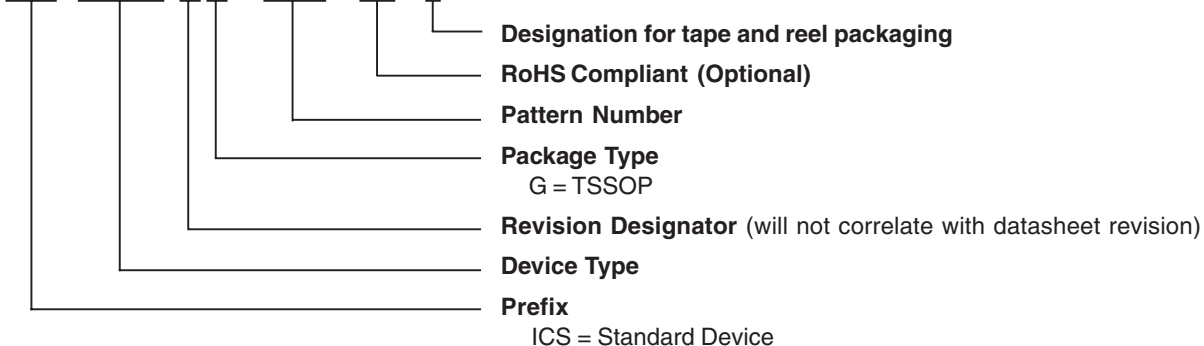 Designation for tape and reel packaging
RoHS Compliant (Optional)
Pattern Number
Package Type
G = TSSOP
Revision Designator (will not correlate with datasheet revision)
Device Type
Prefix
ICS = Standard Device